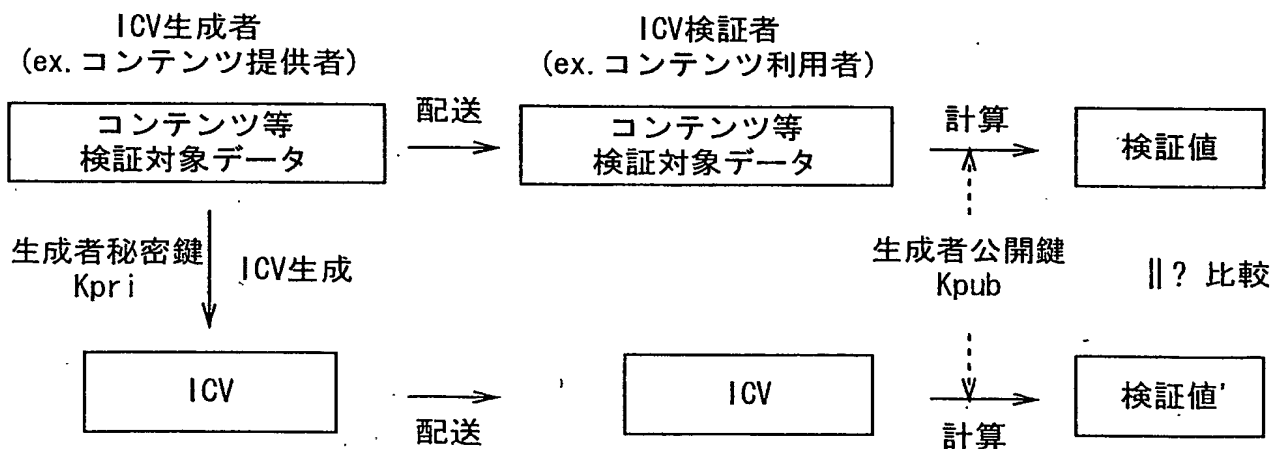 ICV生成者
(ex.コンテンツ提供者)
ICV検証者
(ex.コンテンツ利用者)
コンテンツ等
検証対象データ
配送
コンテンツ等
検証対象データ
計算
検証値
生成者秘密鍵
Kpri
ICV生成
生成者公開鍵
Kpub
‖? 比較
ICV
配送
ICV
計算
検証値'